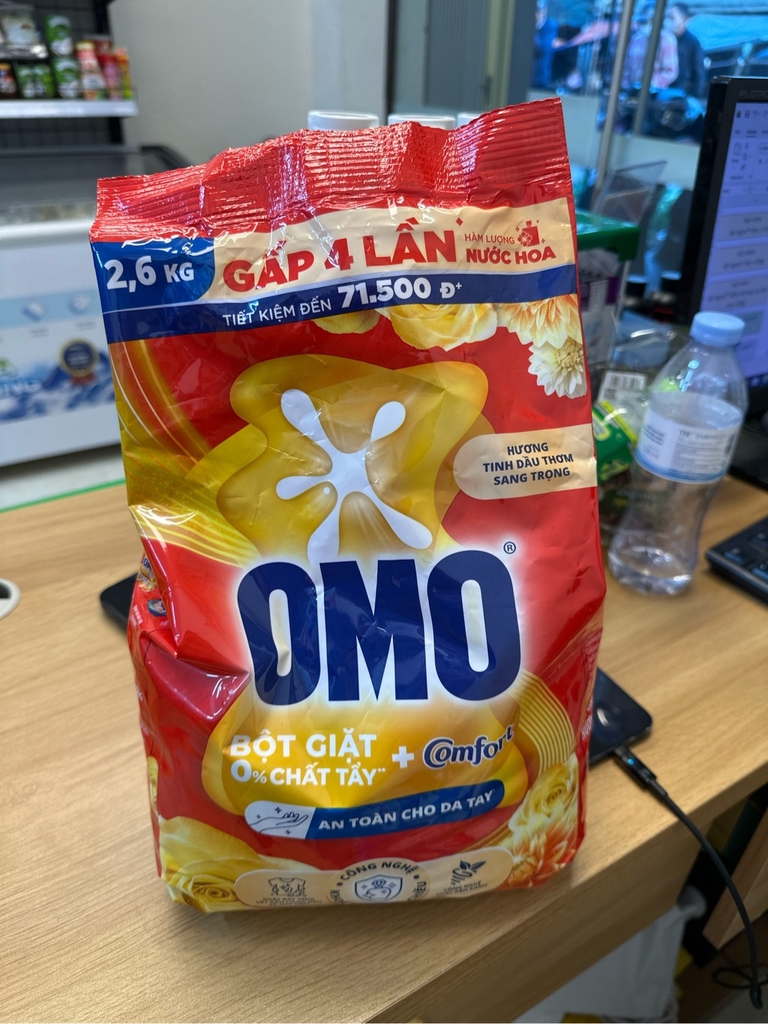 2,6 KG
GẤP 4 LẦN
HÀM LƯỢNG
NƯỚC HOA
TIẾT KIỆM ĐẾN 71.500 Đ+
HƯƠNG
TINH DẦU THƠM
SANG TRỌNG
OMO®
BỘT GIẶT
0% CHẤT TẨY**
+ Comfort
AN TOÀN CHO DA TAY
CÔNG NGHỆ